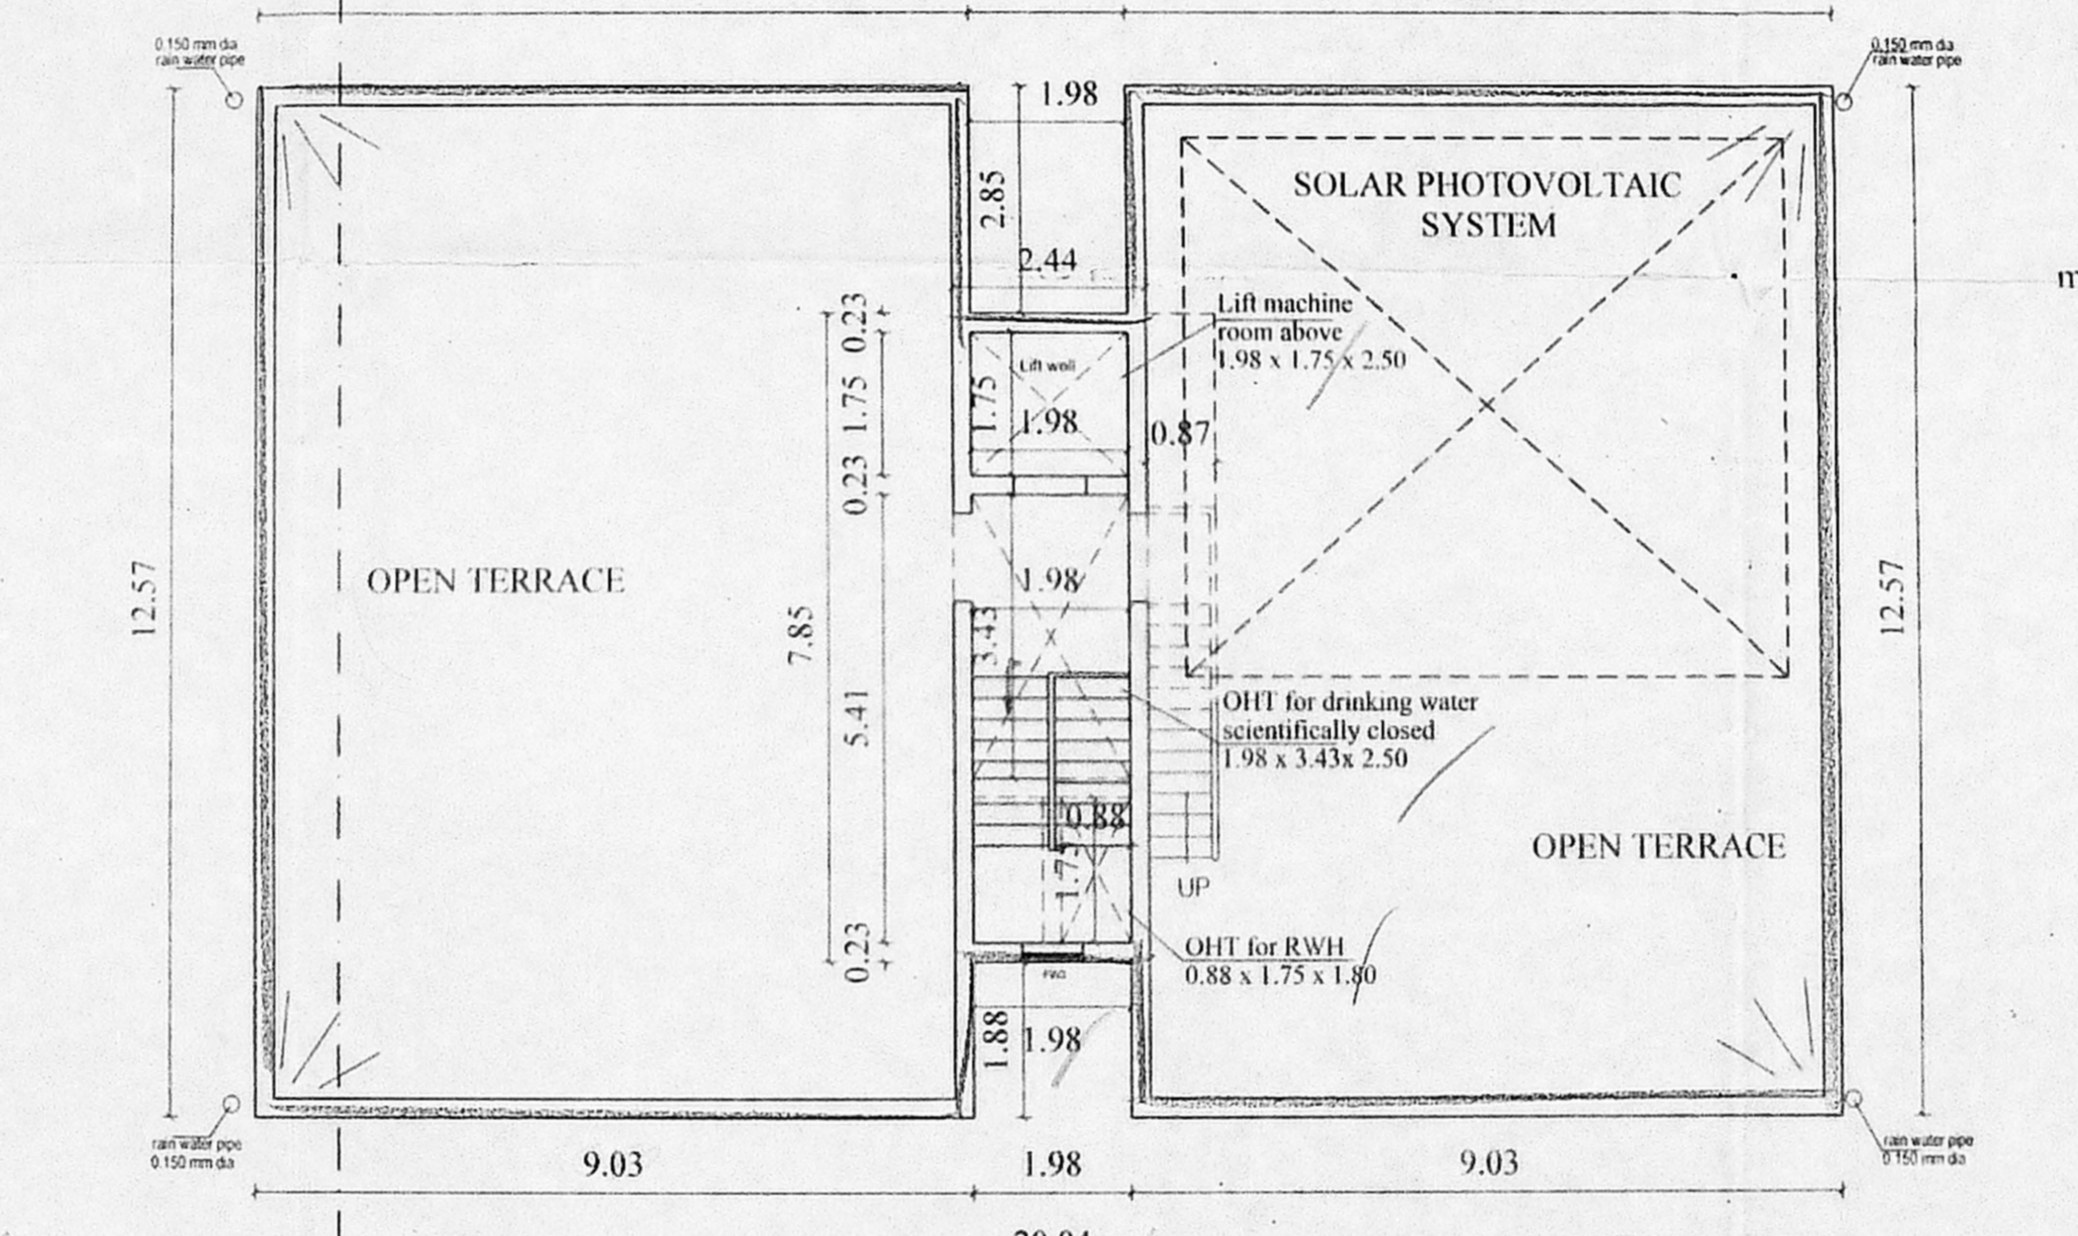 0.150 mm dia
rain water pipe
0.150 mm dia
rain water pipe
1.98
2.85
SOLAR PHOTOVOLTAIC
SYSTEM
2.44
0.23
Lift machine
room above
1.98 x 1.75 x 2.50
Lift well
1.75
1.75
1.98
0.87
0.23
12.57
OPEN TERRACE
1.98
12.57
7.85
3.43
5.41
OHT for drinking water
scientifically closed
1.98 x 3.43x 2.50
0.88
1.75
OPEN TERRACE
UP
0.23
OHT for RWH
0.88 x 1.75 x 1.80
1.88
1.98
rain water pipe
0.150 mm dia
rain water pipe
0.150 mm dia
9.03
1.98
9.03